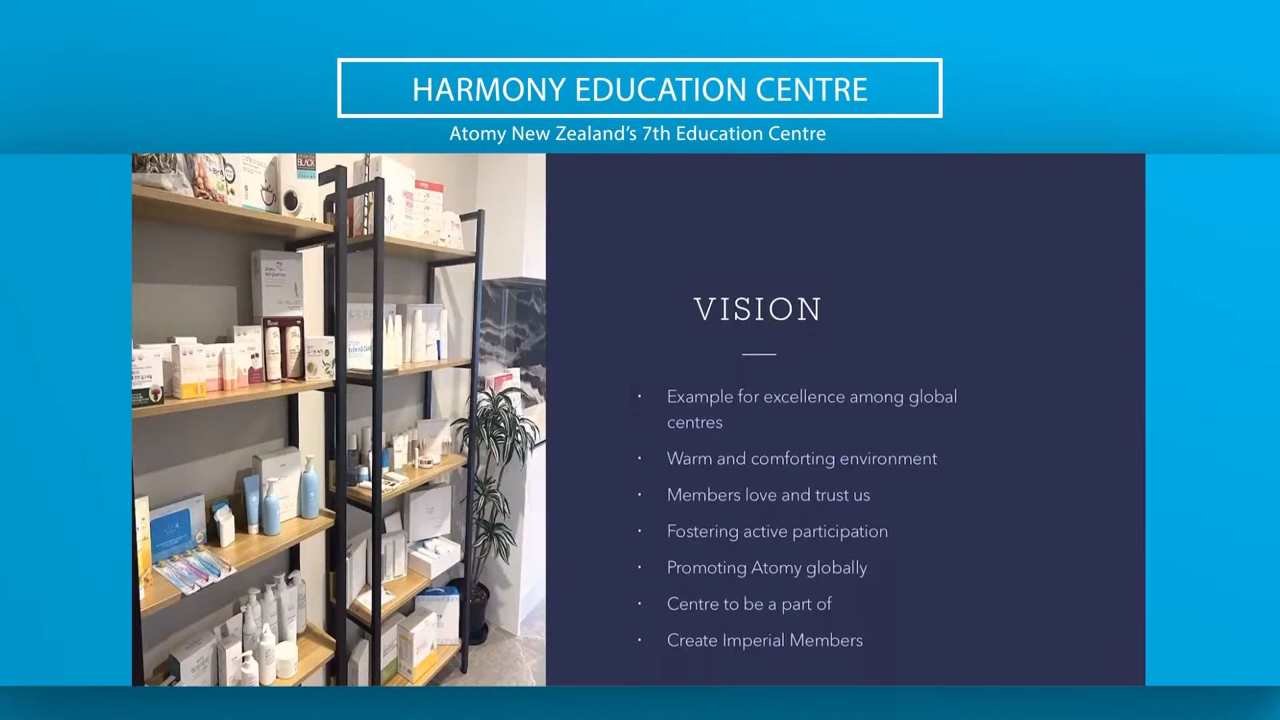 HARMONY EDUCATION CENTRE
Atomy New Zealand's 7th Education Centre
BLACK
VISION
Example for excellence among global
centres
Warm and comforting environment
Members love and trust us
Fostering active participation
Promoting Atomy globally
Centre to be a part of
Create Imperial Members